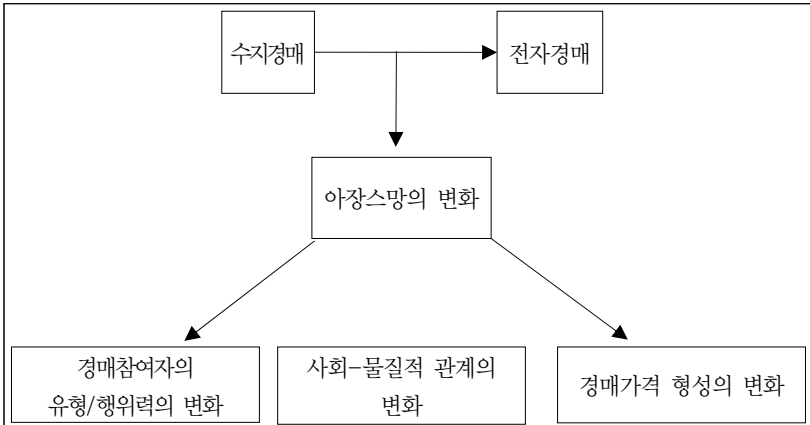 수지경매
전자경매
아장스망의 변화
경매참여자의
유형/행위력의 변화
사회-물질적 관계의
변화
경매가격 형성의 변화